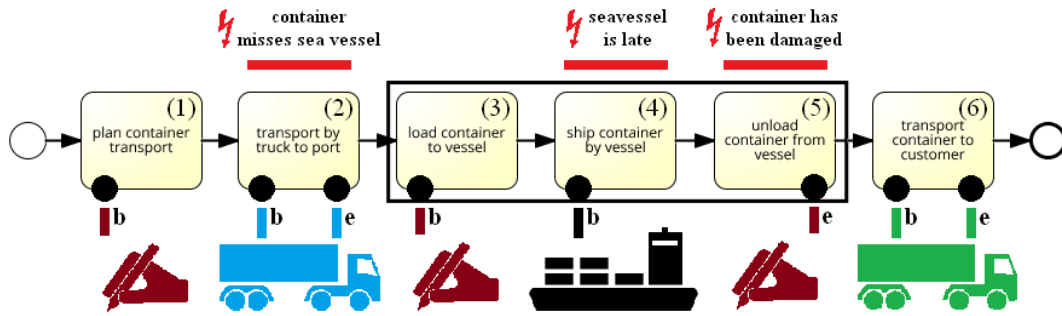 container
misses sea vessel
seavessel
is late
container has
been damaged
(1)
plan container
transport
(2)
transport by
truck to port
(3)
load container
to vessel
(4)
ship container
by vessel
(5)
unload
container from
vessel
(6)
transport
container to
customer
b
b
e
b
b
e
b
e